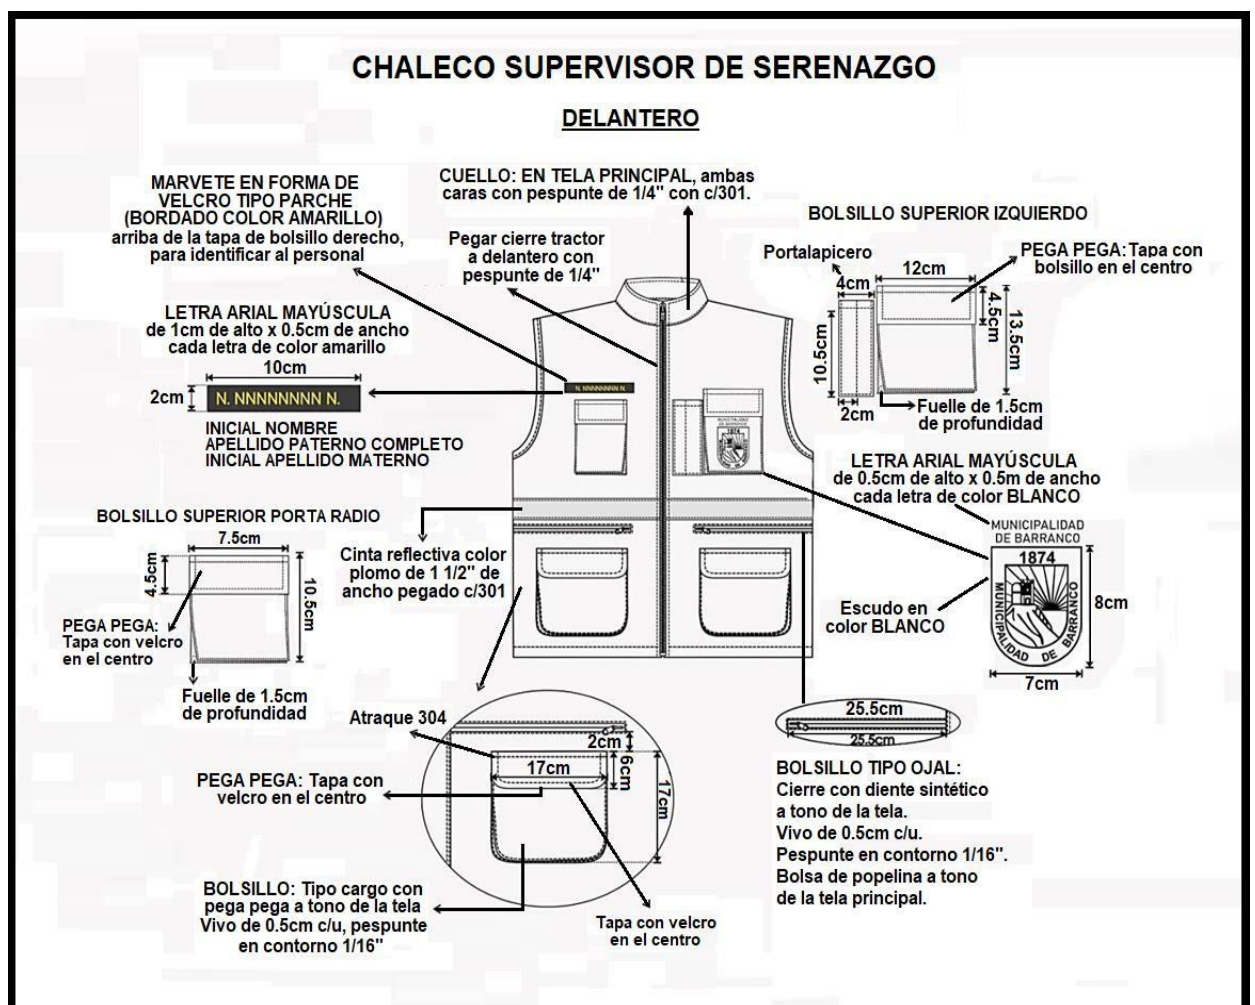 CHALECO SUPERVISOR DE SERENAZGO
DELANTERO
MARVETE EN FORMA DE
VELCRO TIPO PARCHE
(BORDADO COLOR AMARILLO)
arriba de la tapa de bolsillo derecho,
para identificar al personal
CUELLO: EN TELA PRINCIPAL, ambas
caras con pespunte de 1/4" con c/301.
Pegar cierre tractor
a delantero con
pespunte de 1/4"
BOLSILLO SUPERIOR IZQUIERDO
Portalapicero
PEGA PEGA: Tapa con
bolsillo en el centro
12cm
4cm
4.5cm
13.5cm
10.5cm
2cm
Fuelle de 1.5cm
de profundidad
LETRA ARIAL MAYÚSCULA
de 1cm de alto x 0.5cm de ancho
cada letra de color amarillo
10cm
2cm
N. NNNNNNNN N.
INICIAL NOMBRE
APELLIDO PATERNO COMPLETO
INICIAL APELLIDO MATERNO
N. NNNNNNNN N.
MUNICIPALIDAD
DE BARRANCO
1874
LETRA ARIAL MAYÚSCULA
de 0.5cm de alto x 0.5m de ancho
cada letra de color BLANCO
MUNICIPALIDAD
DE BARRANCO
1874
MUNICIPALIDAD DE BARRANCO
8cm
7cm
Escudo en
color BLANCO
BOLSILLO SUPERIOR PORTA RADIO
7.5cm
4.5cm
10.5cm
PEGA PEGA:
Tapa con velcro
en el centro
Fuelle de 1.5cm
de profundidad
Cinta reflectiva color
plomo de 1 1/2" de
ancho pegado c/301
Atraque 304
2cm
6cm
17cm
17cm
PEGA PEGA: Tapa con
velcro en el centro
BOLSILLO: Tipo cargo con
pega pega a tono de la tela
Vivo de 0.5cm c/u, pespunte
en contorno 1/16"
Tapa con velcro
en el centro
25.5cm
25.5cm
BOLSILLO TIPO OJAL:
Cierre con diente sintético
a tono de la tela.
Vivo de 0.5cm c/u.
Pespunte en contorno 1/16".
Bolsa de popelina a tono
de la tela principal.